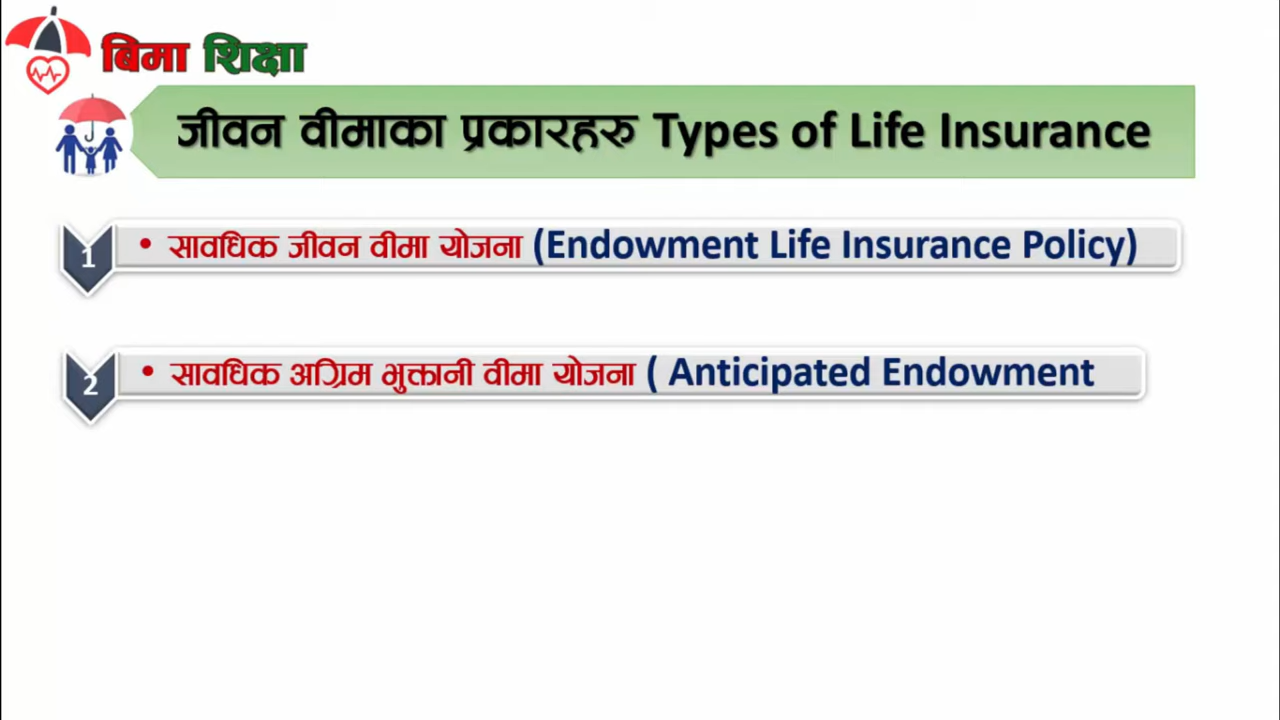 बिमा शिक्षा
जीवन वीमाका प्रकारहरु Types of Life Insurance
1 • सावधिक जीवन वीमा योजना (Endowment Life Insurance Policy)
2 • सावधिक अग्रिम भुक्तानी वीमा योजना ( Anticipated Endowment